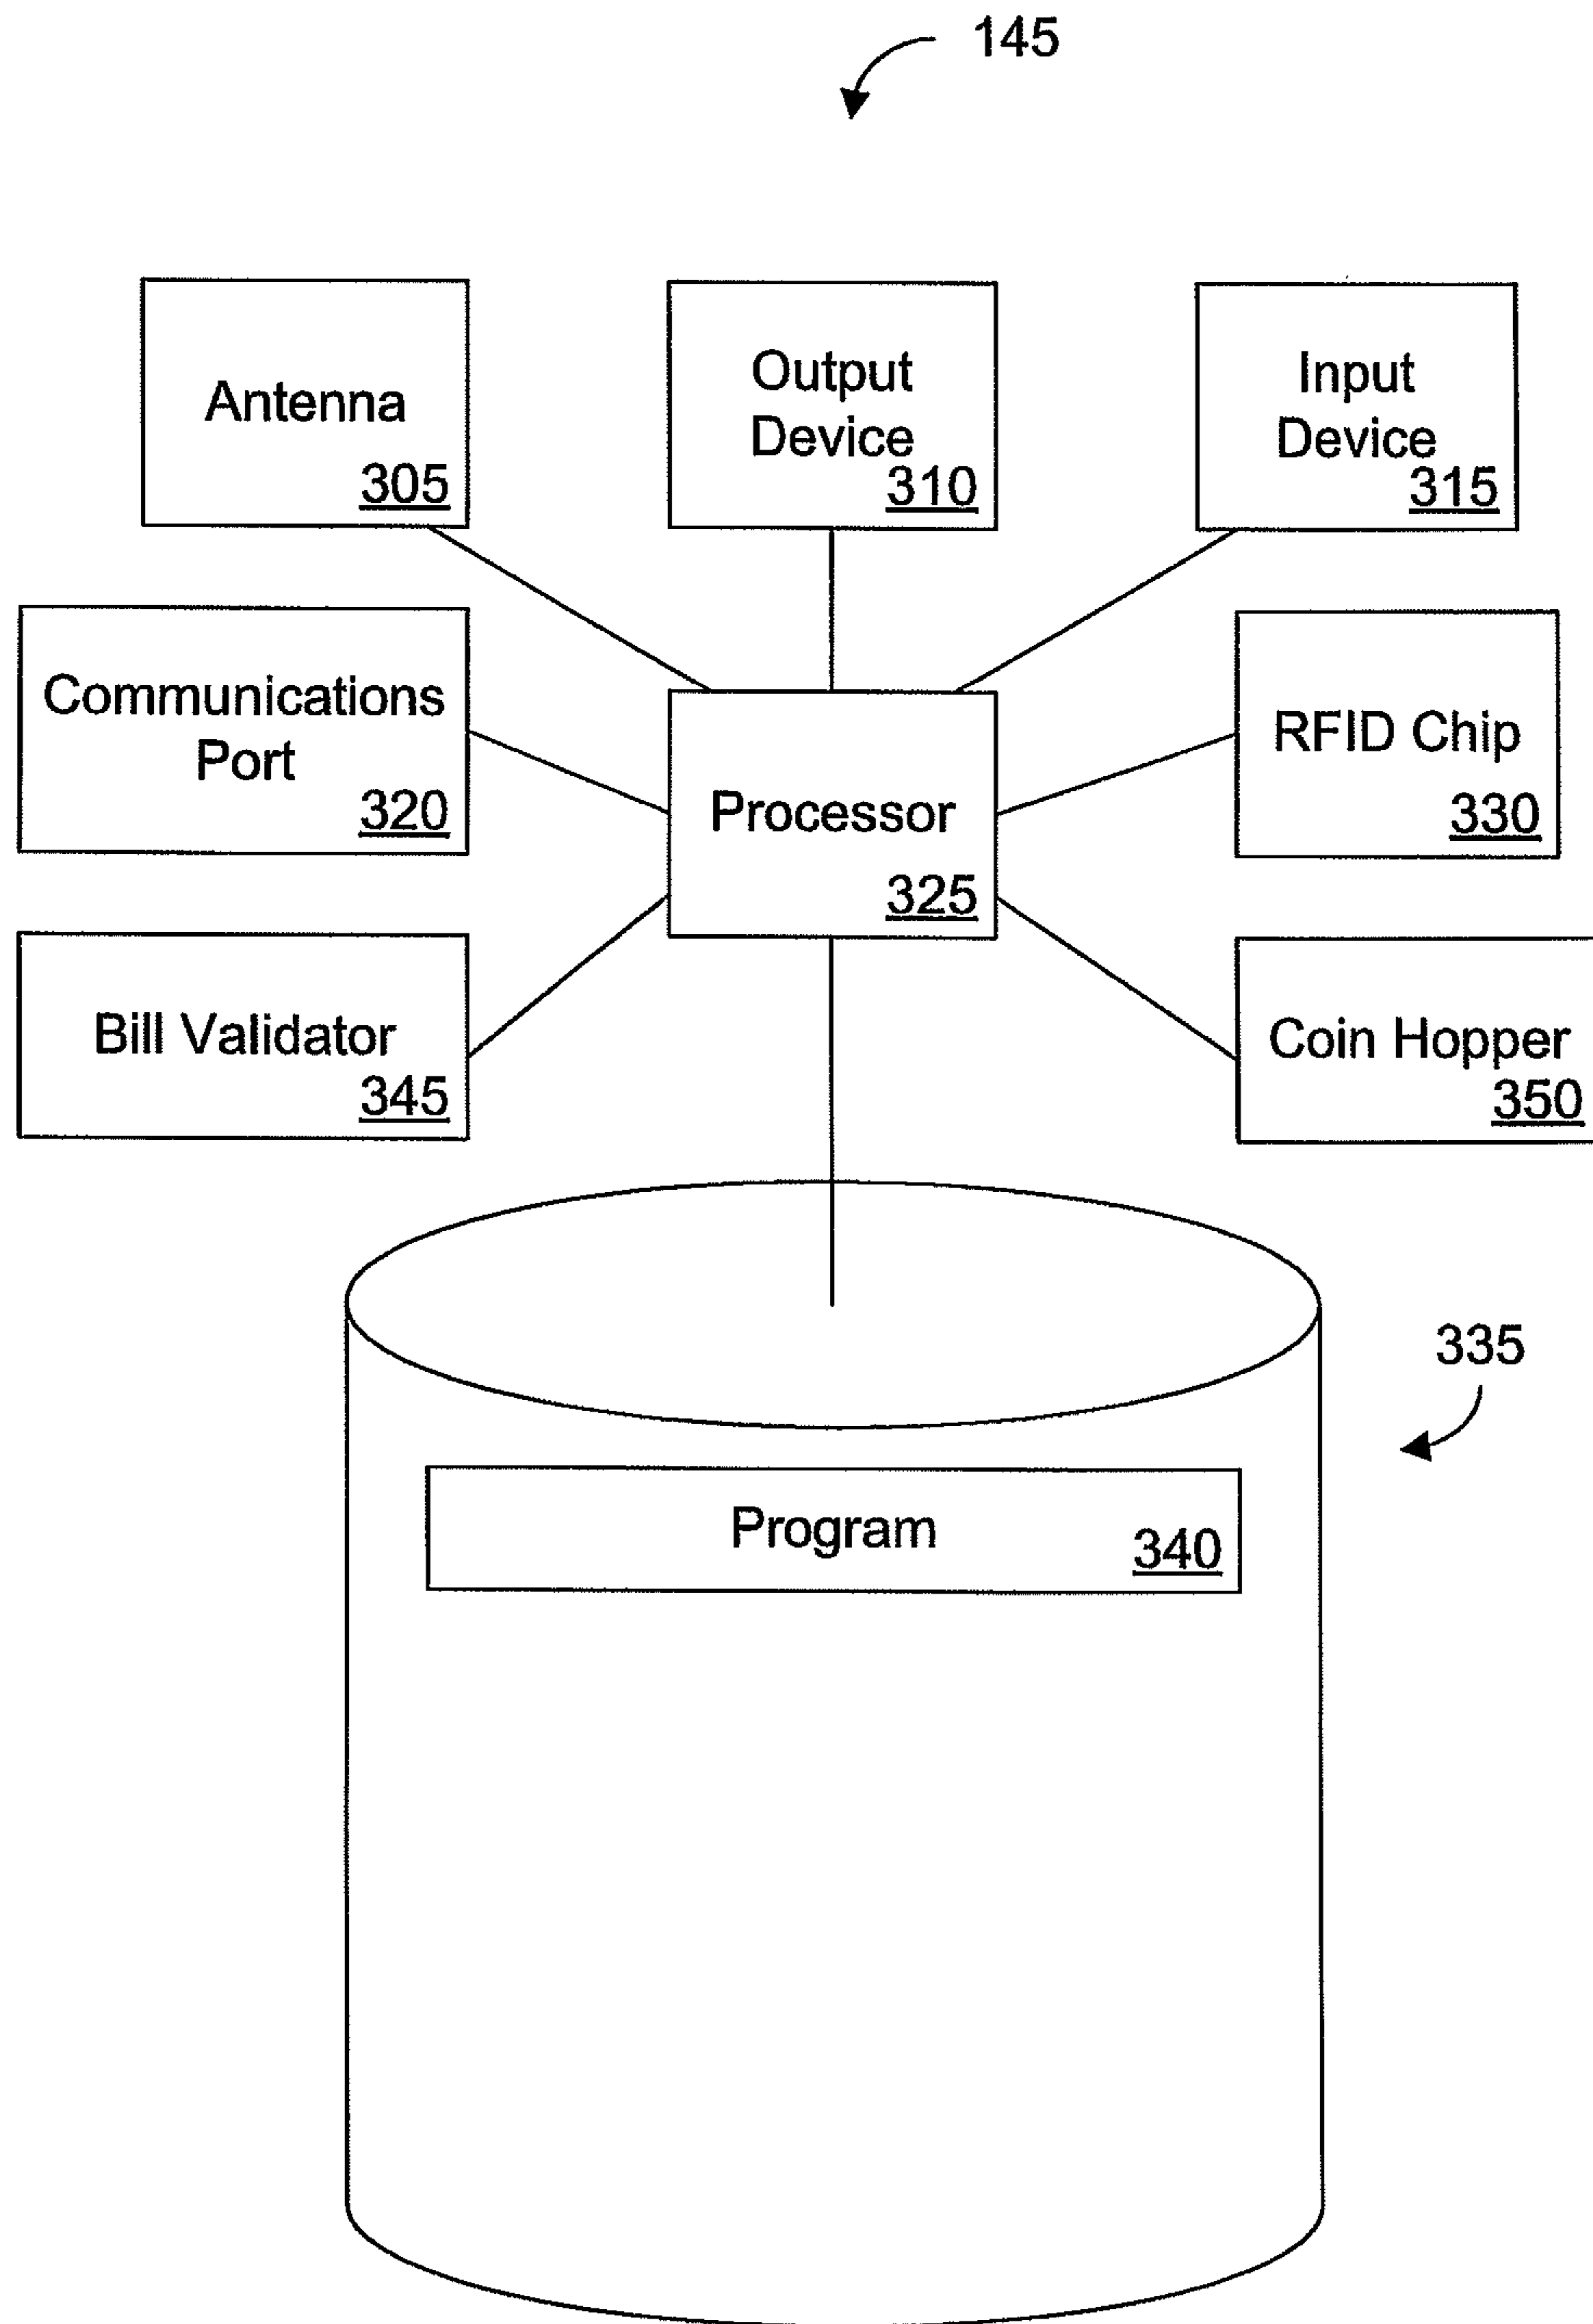 145
Antenna
305
Output
Device
310
Input
Device
315
Communications
Port
320
Processor
325
RFID Chip
330
Bill Validator
345
Coin Hopper
350
335
Program
340